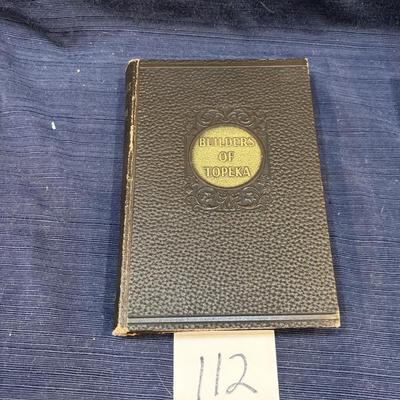 BUILDERS
OF
TOPEKA
112